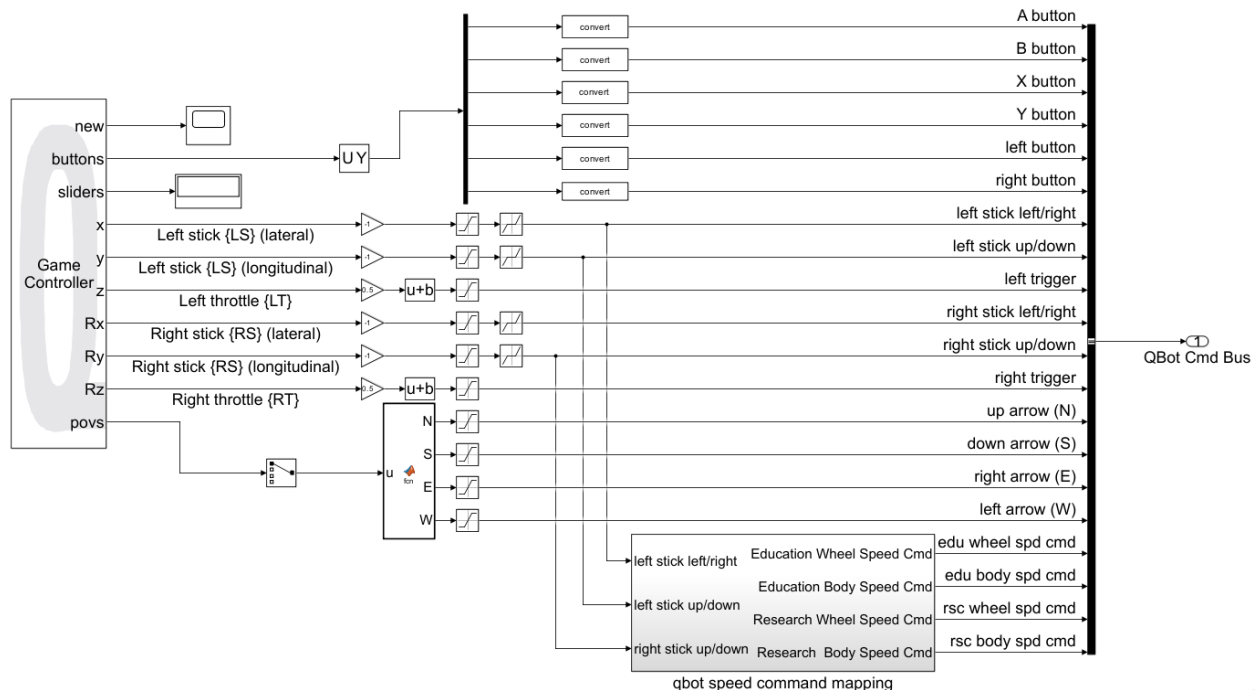 A button
convert
B button
convert
X button
convert
Y button
convert
left button
convert
right button
convert
0
Game
Controller
new
buttons
UY
sliders
x
Left stick {LS} (lateral)
-1
left stick left/right
y
Left stick {LS} (longitudinal)
-1
left stick up/down
z
Left throttle {LT}
0.5
u+b
left trigger
Rx
Right stick {RS} (lateral)
-1
right stick left/right
Ry
Right stick {RS} (longitudinal)
-1
right stick up/down
Rz
Right throttle {RT}
0.5
u+b
right trigger
povs
u
fcn
N
S
E
W
up arrow (N)
down arrow (S)
right arrow (E)
left arrow (W)
left stick left/right
left stick up/down
right stick up/down
Education Wheel Speed Cmd
Education Body Speed Cmd
Research Wheel Speed Cmd
Research Body Speed Cmd
edu wheel spd cmd
edu body spd cmd
rsc wheel spd cmd
rsc body spd cmd
qbot speed command mapping
1
QBot Cmd Bus